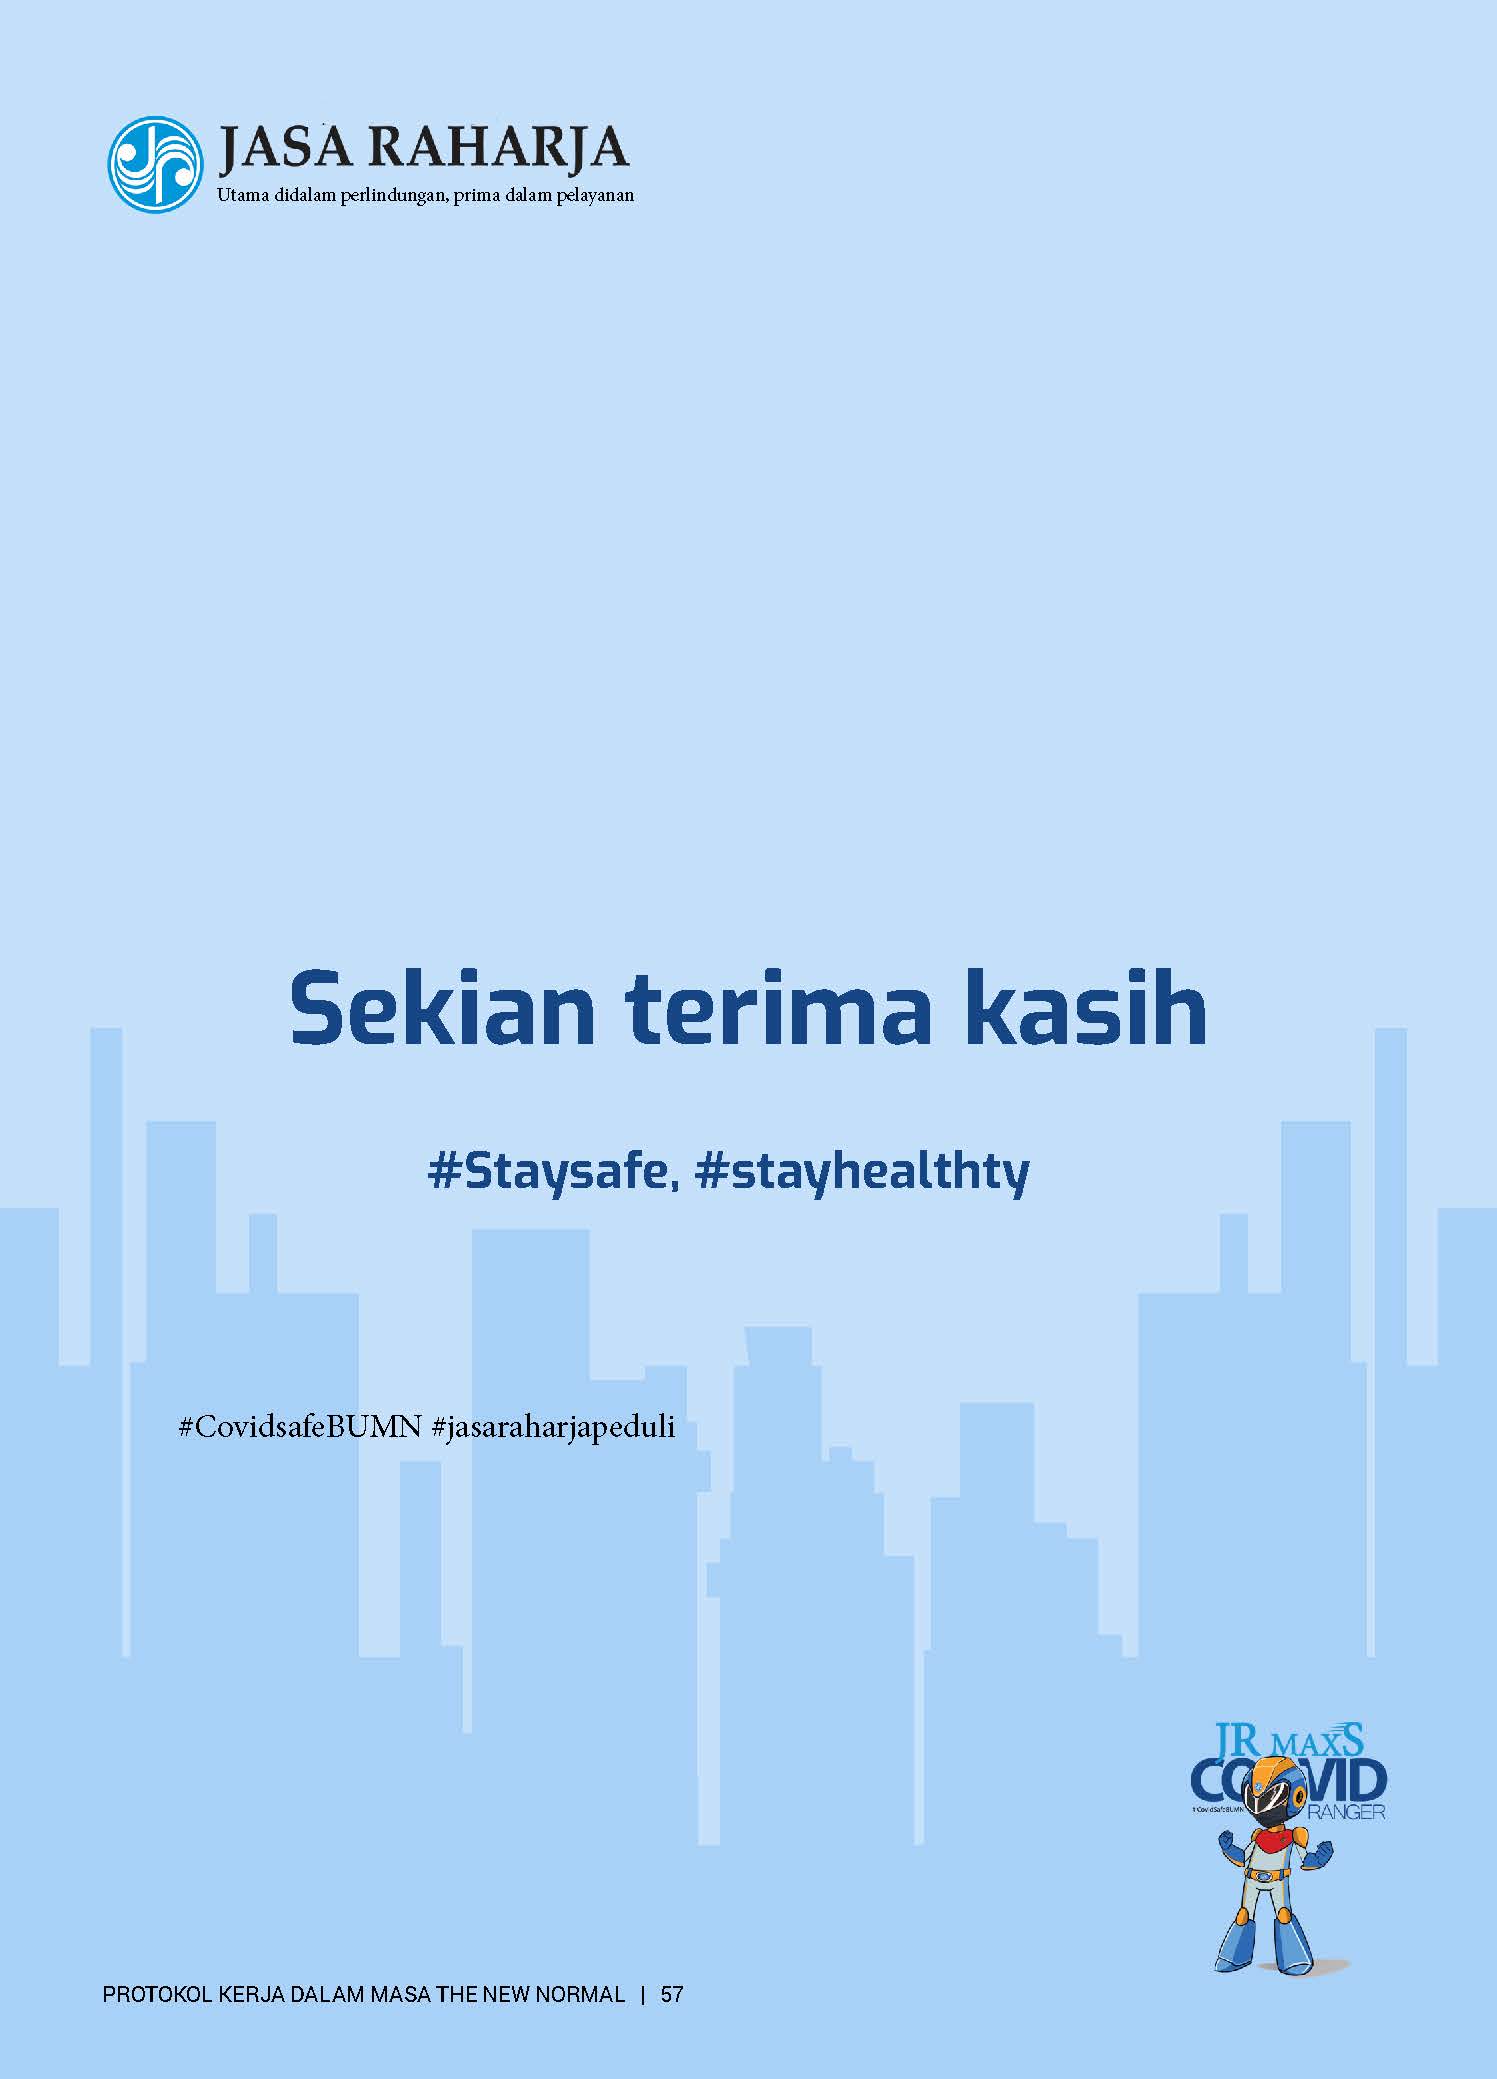 JASA RAHARJA
Utama didalam perlindungan, prima dalam pelayanan
Sekian terima kasih
#Staysafe, #stayhealthty
#CovidsafeBUMN #jasaraharjapeduli
JR MAXS
COVID
#CovidSafeBUMN
RANGER
PROTOKOL KERJA DALAM MASA THE NEW NORMAL | 57